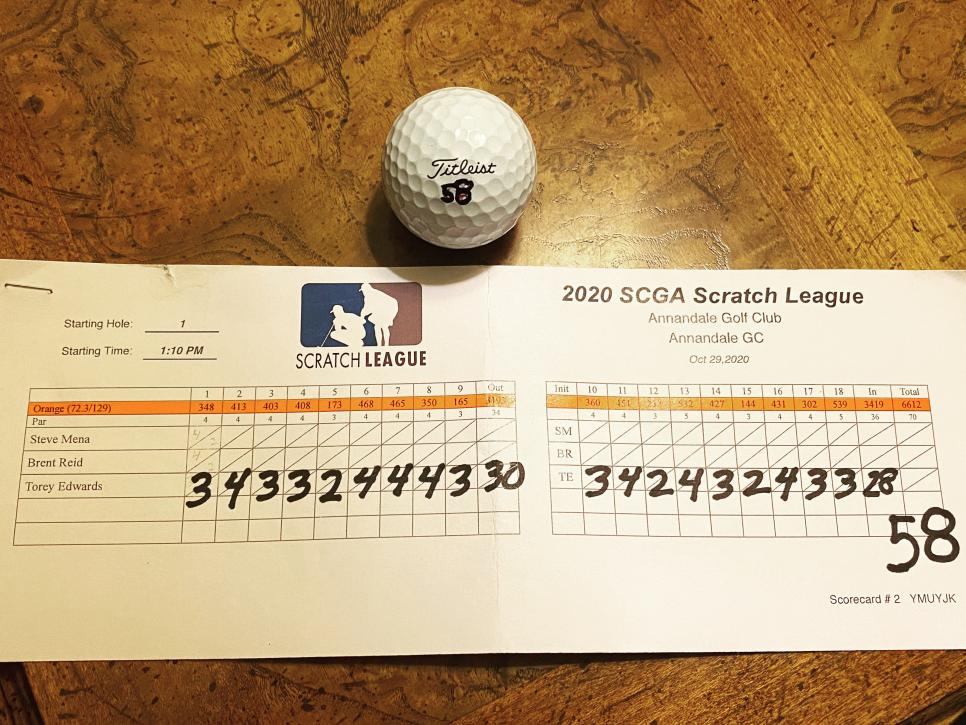 Titleist
58
Starting Hole: 1
Starting Time: 1:10 PM
SCRATCH LEAGUE
2020 SCGA Scratch League
Annandale Golf Club
Annandale GC
Oct 29,2020
1 2 3 4 5 6 7 8 9 Out
Orange (72.3/129) 348 413 403 408 173 468 465 350 165 3193
Par 4 4 4 4 3 4 4 4 3 34
Steve Mena
Brent Reid
Torey Edwards 3 4 3 3 2 4 4 4 3 30
Init 10 11 12 13 14 15 16 17 18 In Total
360 451 532 427 144 431 302 539 3419 6612
4 4 3 5 4 3 4 4 5 36 70
SM
BR
TE 3 4 2 4 3 2 4 3 3 28
58
Scorecard # 2 YMUYJK